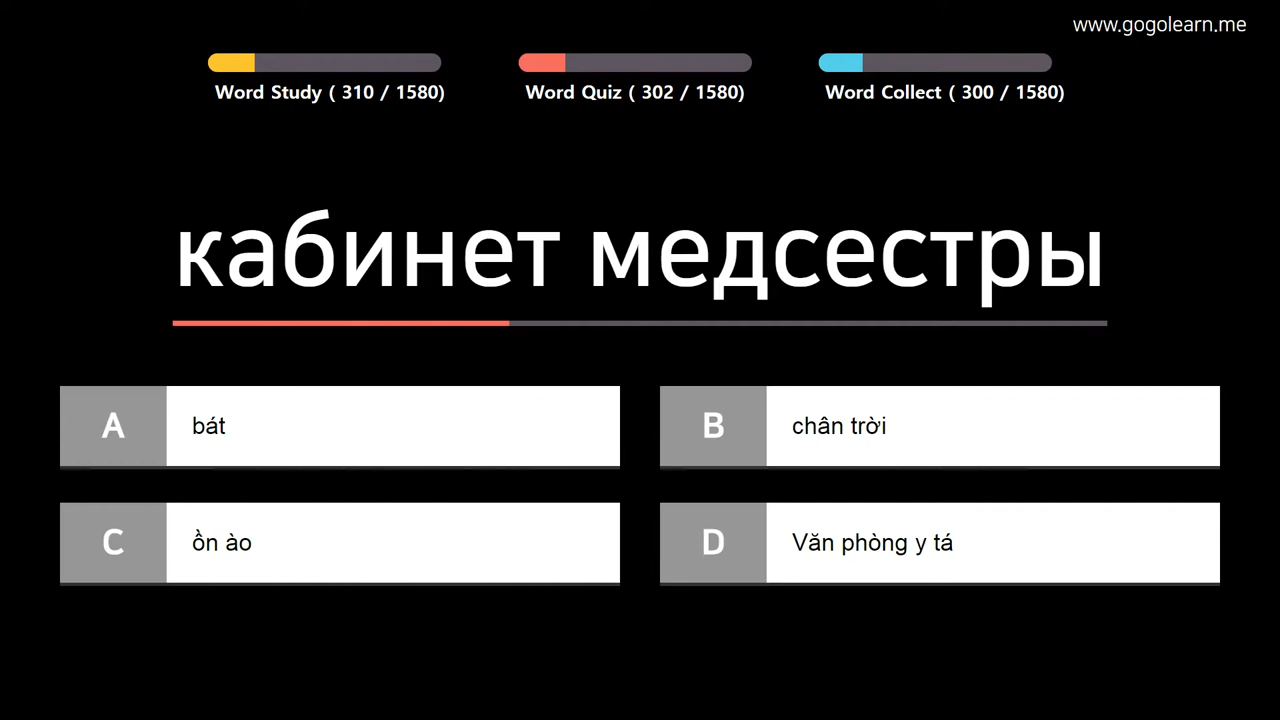 www.gogolearn.me
Word Study ( 310 / 1580)
Word Quiz ( 302 / 1580)
Word Collect ( 300 / 1580)
кабинет медсестры
A bát
B chân trời
C ồn ào
D Văn phòng y tá